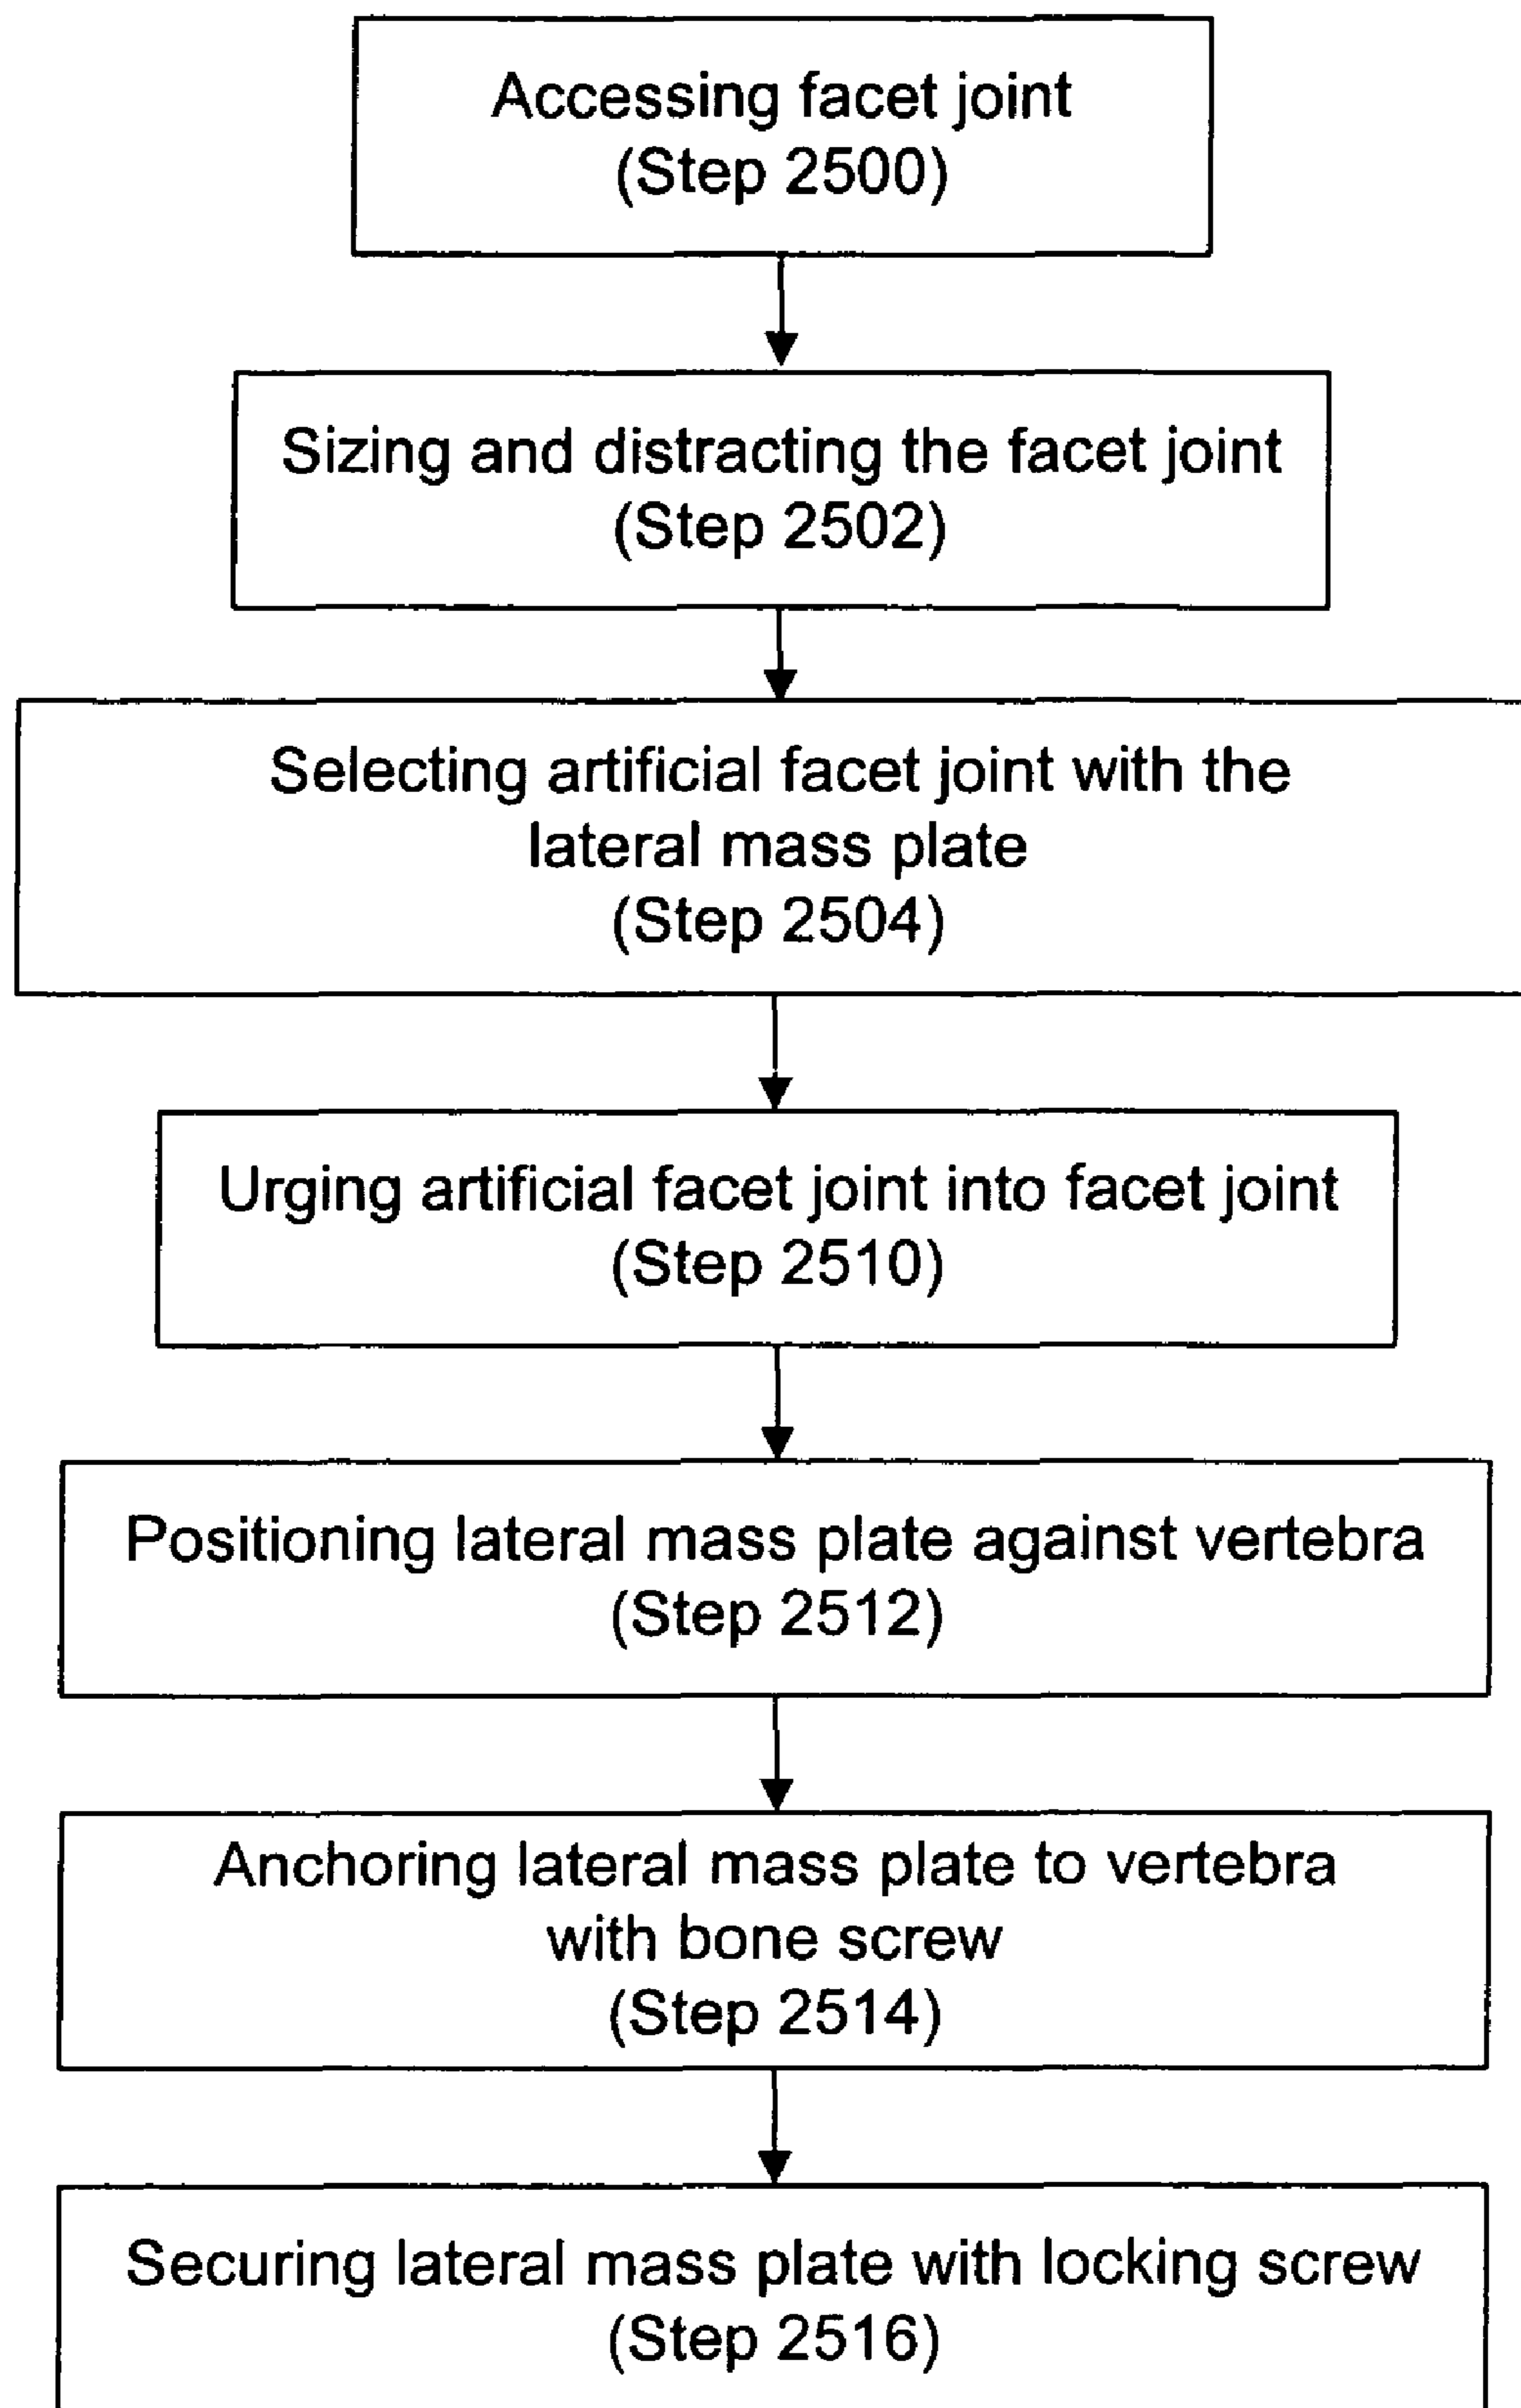 Accessing facet joint
(Step 2500)
Sizing and distracting the facet joint
(Step 2502)
Selecting artificial facet joint with the
lateral mass plate
(Step 2504)
Urging artificial facet joint into facet joint
(Step 2510)
Positioning lateral mass plate against vertebra
(Step 2512)
Anchoring lateral mass plate to vertebra
with bone screw
(Step 2514)
Securing lateral mass plate with locking screw
(Step 2516)